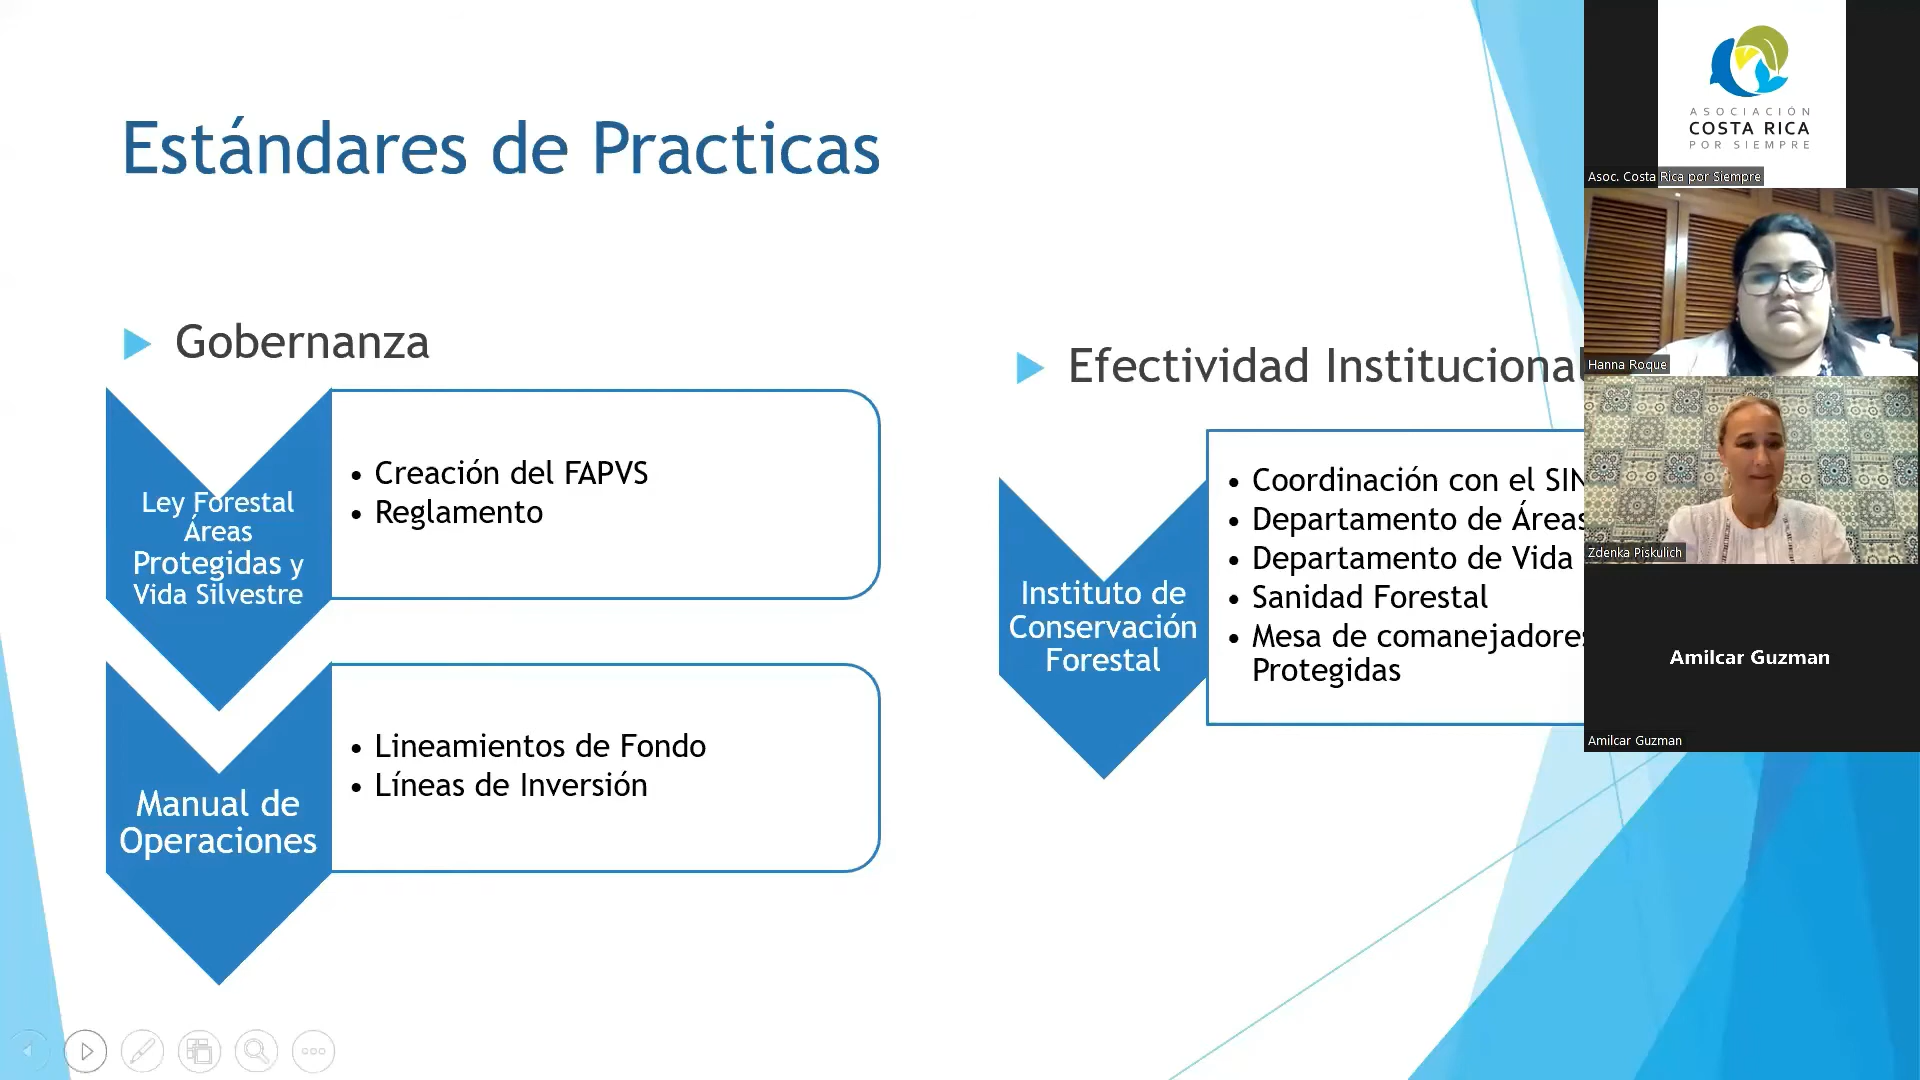 Estándares de Practicas
Gobernanza
Ley Forestal
Áreas
Protegidas y
Vida Silvestre
• Creación del FAPVS
• Reglamento
Manual de
Operaciones
• Lineamientos de Fondo
• Líneas de Inversión
Efectividad Institucional
Instituto de
Conservación
Forestal
• Coordinación con el
• Departamento de Áreas
• Departamento de Vida
• Sanidad Forestal
• Mesa de comanejadores
Protegidas
ASOCIACIÓN
COSTA RICA
POR SIEMPRE
Asoc. Costa Rica por Siempre
Hanna Roque
Zdenka Piskulich
Amilcar Guzman
Amilcar Guzman